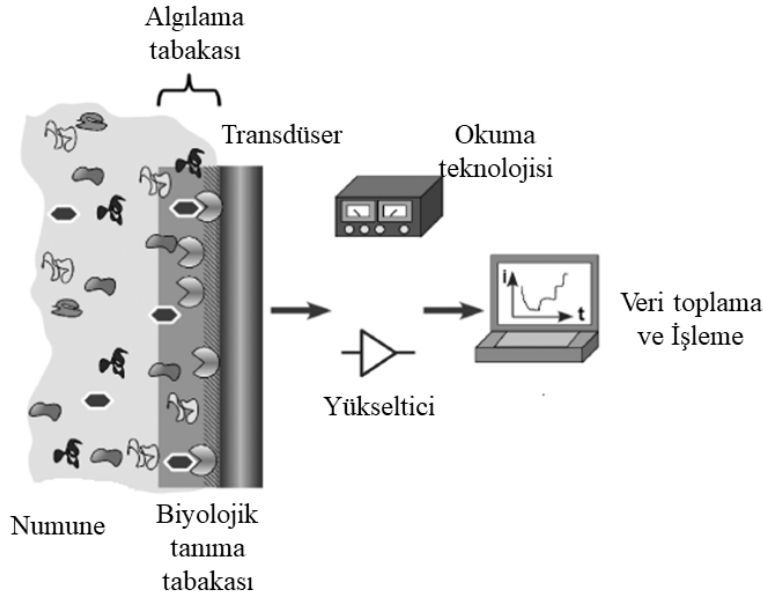 Algılama
tabakası
Transdüser
Okuma
teknolojisi
i
t
Veri toplama
ve İşleme
Yükseltici
Numune
Biyolojik
tanıma
tabakası